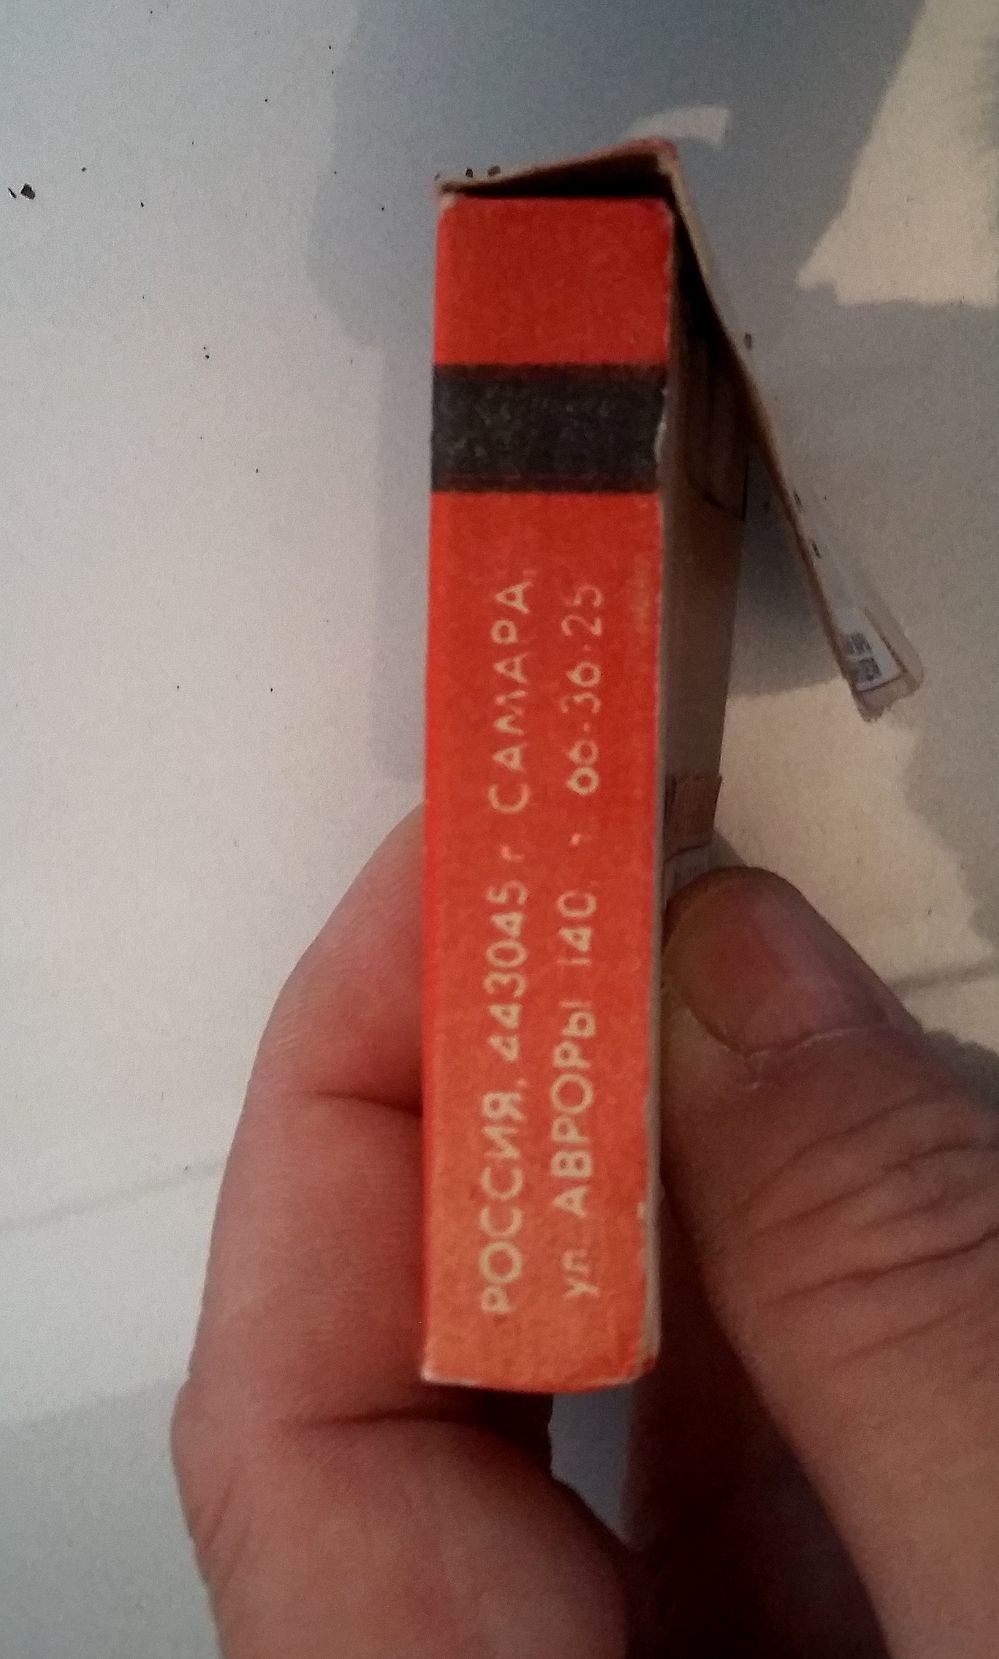 РОССИЯ, 443045 г САМАРА,
ул. АВРОРЫ 140 т 66·36·25